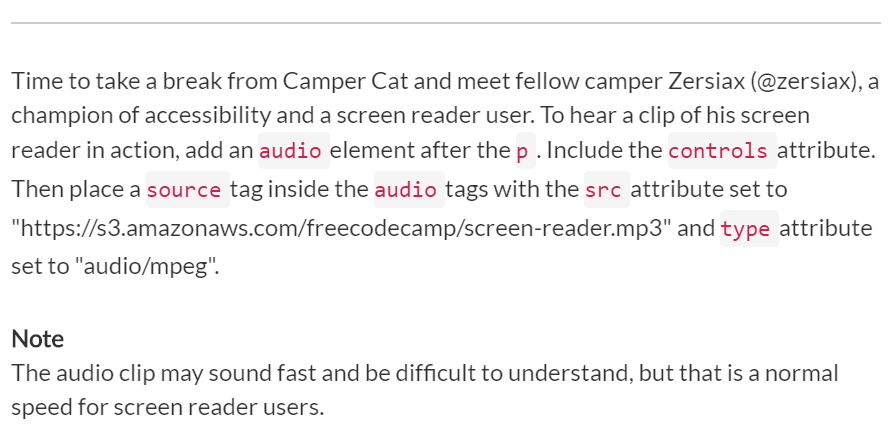 Time to take a break from Camper Cat and meet fellow camper Zersiax (@zersiax), a
champion of accessibility and a screen reader user. To hear a clip of his screen
reader in action, add an audio element after the p . Include the controls attribute.
Then place a source tag inside the audio tags with the src attribute set to
"https://s3.amazonaws.com/freecodecamp/screen-reader.mp3" and type attribute
set to "audio/mpeg".
Note
The audio clip may sound fast and be difficult to understand, but that is a normal
speed for screen reader users.